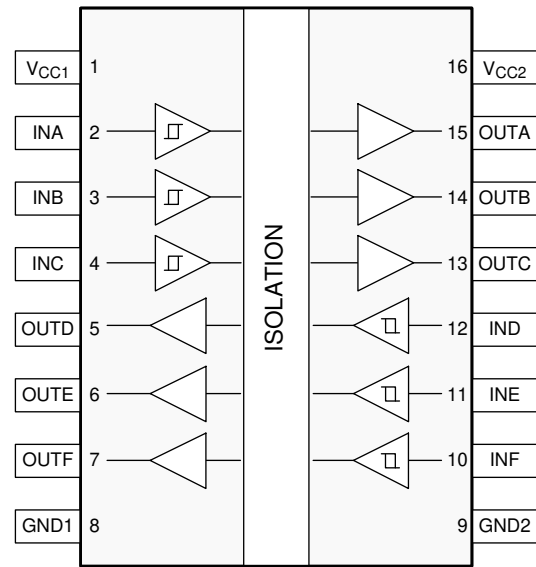 VCC1 1 16 VCC2
INA 2 15 OUTA
INB 3 14 OUTB
INC 4 13 OUTC
OUTD 5 12 IND
OUTE 6 11 INE
OUTF 7 10 INF
GND1 8 9 GND2
ISOLATION